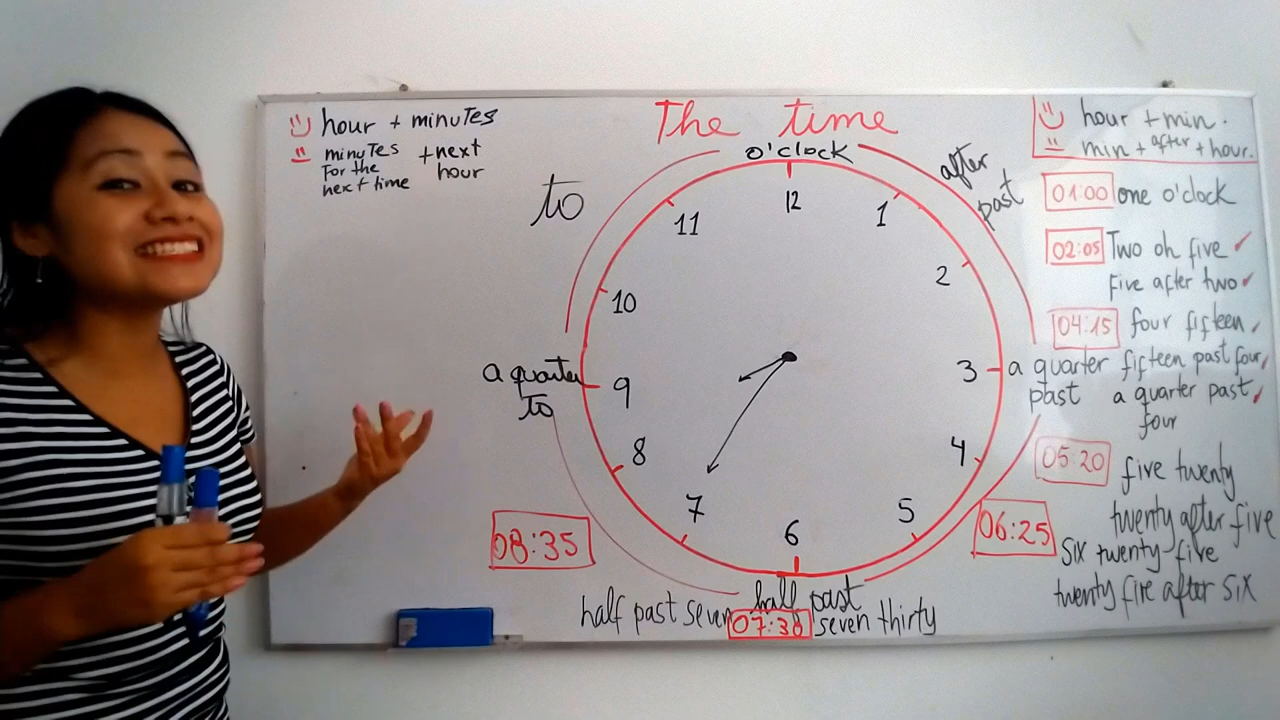 The time
hour + minutes
minutes + next
for the hour
next time
hour + min.
min + after + hour.
o'clock
to
after
past
12
11
1
10
2
9
3
8
4
7
5
6
a quarter
to
a quarter
past
half past
01:00 one o'clock
02:05 Two oh five
five after two
04:15 four fifteen
fifteen past four
a quarter past
four
05:20 five twenty
twenty after five
06:25 six twenty-five
twenty five after six
08:35
half past seven 07:30 seven thirty